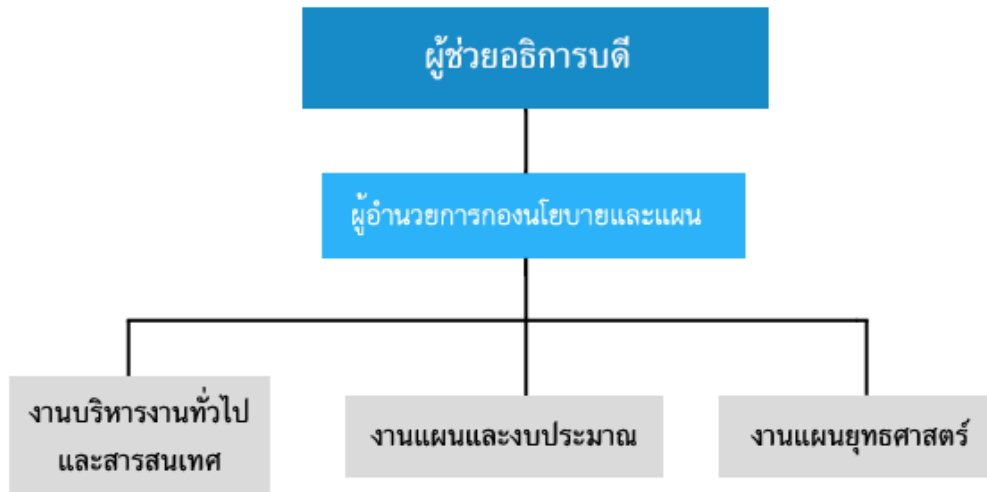 ผู้ช่วยอธิการบดี
ผู้อำนวยการกองนโยบายและแผน
งานบริหารงานทั่วไป
และสารสนเทศ
งานแผนและงบประมาณ
งานแผนยุทธศาสตร์